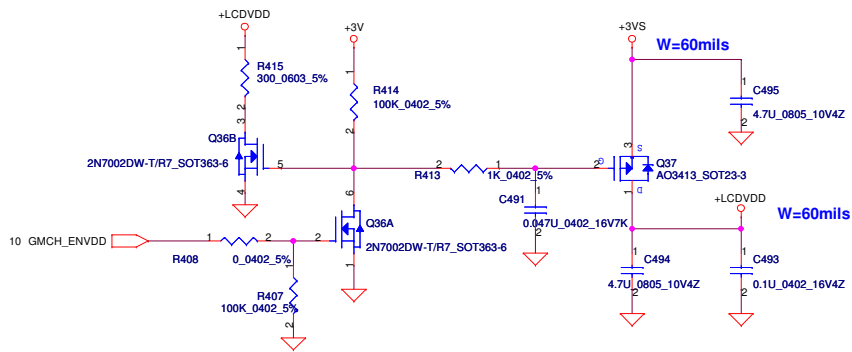 +LCDVDD
+3V
+3VS
W=60mils
1
R415
300_0603_5%
2
1
R414
100K_0402_5%
2
1
C495
4.7U_0805_10V4Z
2
3
Q36B
2N7002DW-T/R7_SOT363-6
5
4
2
R413
1
1K_0402_5%
2
G
3
S
Q37
AO3413_SOT23-3
1
D
C491
1
0.047U_0402_16V7K
2
6
Q36A
2
2N7002DW-T/R7_SOT363-6
1
+LCDVDD
W=60mils
10 GMCH_ENVDD
1
2
R408
0_0402_5%
1
R407
100K_0402_5%
2
1
C494
4.7U_0805_10V4Z
2
1
C493
0.1U_0402_16V4Z
2